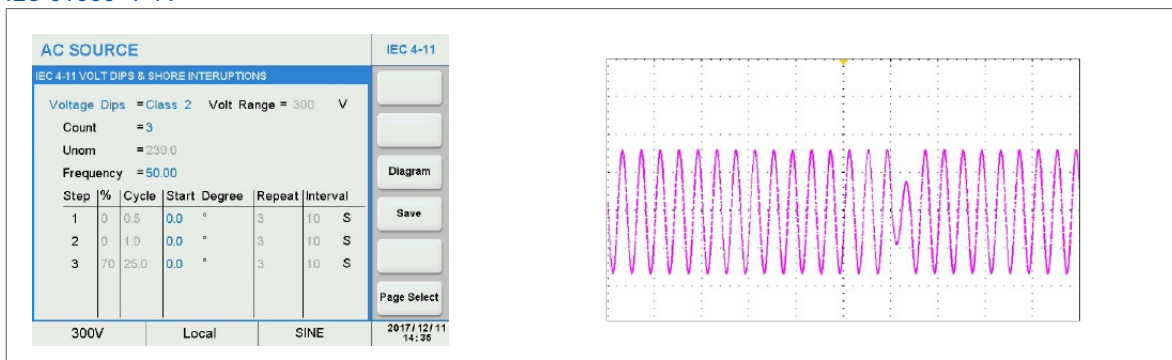 AC SOURCE
IEC 4-11
IEC 4-11 VOLT DIPS & SHORE INTERUPTIONS
Voltage Dips =Class 2 Volt Range = 300 V
Count =3
Unom =230.0
Frequency =50.00
Diagram
Step % Cycle Start Degree Repeat Interval
1 0 0.5 0.0 ° 3 10 S
Save
2 0 1.0 0.0 ° 3 10 S
3 70 25.0 0.0 ° 3 10 S
Page Select
300V Local SINE
2017/12/11
14:35